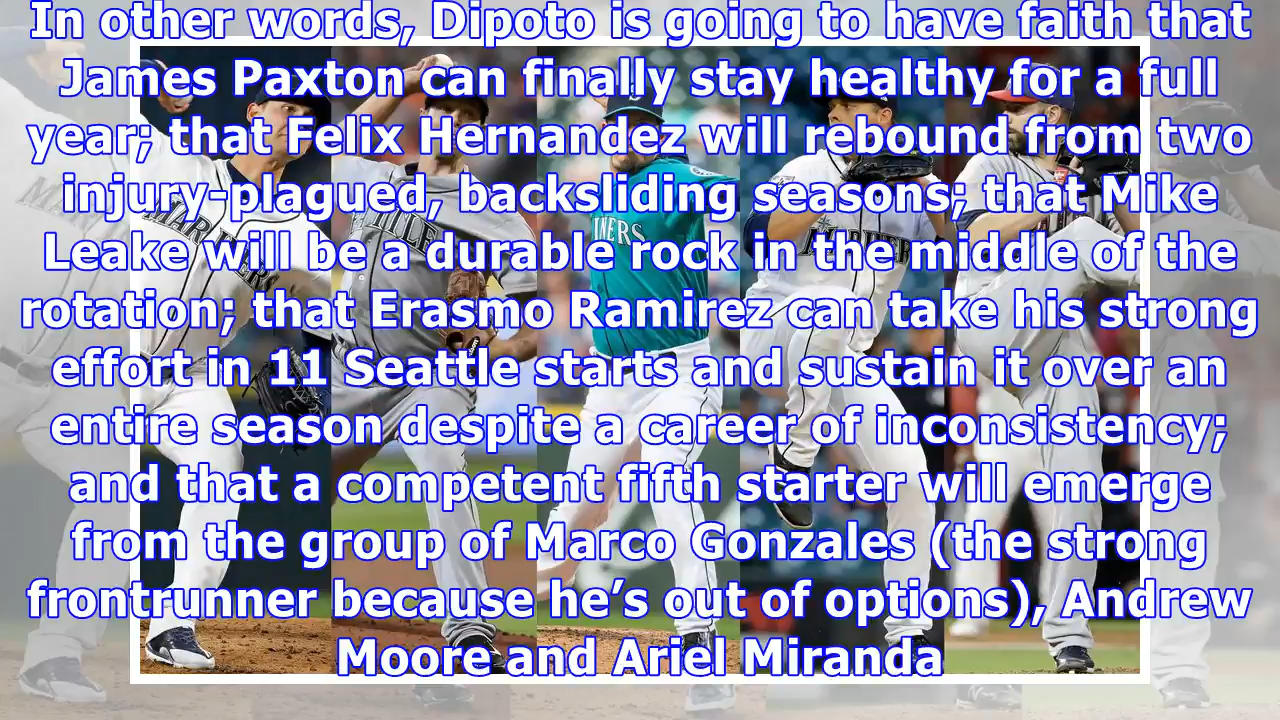 In other words, Dipoto is going to have faith that
James Paxton can finally stay healthy for a full
year; that Felix Hernandez will rebound from two
injury-plagued, backsliding seasons; that Mike
Leake will be a durable rock in the middle of the
rotation; that Erasmo Ramirez can take his strong
effort in 11 Seattle starts and sustain it over an
entire season despite a career of inconsistency;
and that a competent fifth starter will emerge
from the group of Marco Gonzales (the strong
frontrunner because he’s out of options), Andrew
Moore and Ariel Miranda